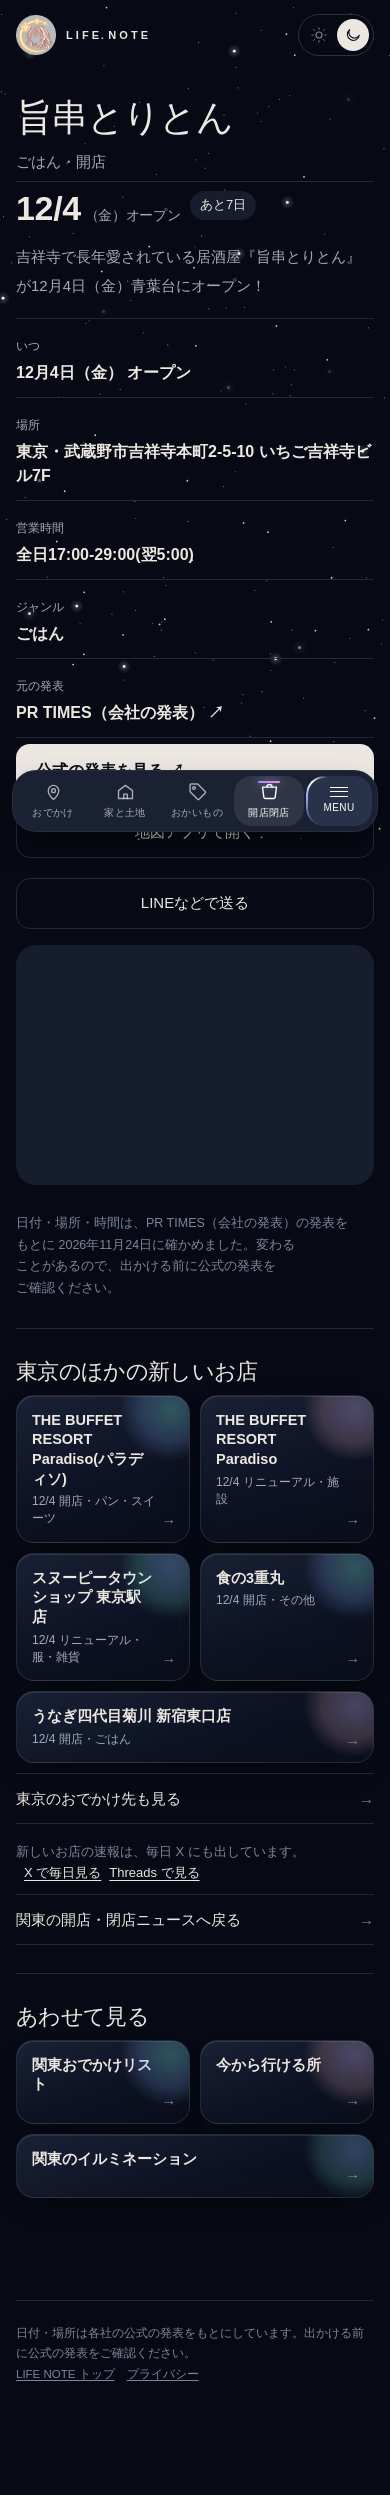 LIFE.NOTE
旨串とりとん
ごはん・開店
12/4 （金）オープン あと7日
吉祥寺で長年愛されている居酒屋『旨串とりとん』
が12月4日（金）青葉台にオープン！
いつ
12月4日（金） オープン
場所
東京・武蔵野市吉祥寺本町2-5-10 いちご吉祥寺ビ
ル7F
営業時間
全日17:00-29:00(翌5:00)
ジャンル
ごはん
元の発表
PR TIMES（会社の発表） ↗
公式の発表を見る ↗
おでかけ 家と土地 おかいもの 開店閉店 MENU
地図アプリで開く
LINEなどで送る
日付・場所・時間は、PR TIMES（会社の発表）の発表を
もとに 2026年11月24日に確かめました。変わる
ことがあるので、出かける前に公式の発表を
ご確認ください。
東京のほかの新しいお店
THE BUFFET
RESORT
Paradiso(パラデ
ィソ)
12/4 開店・パン・スイ
ーツ
→
THE BUFFET
RESORT
Paradiso
12/4 リニューアル・施
設
→
スヌーピータウン
ショップ 東京駅
店
12/4 リニューアル・
服・雑貨
→
食の3重丸
12/4 開店・その他
→
うなぎ四代目菊川 新宿東口店
12/4 開店・ごはん
→
東京のおでかけ先も見る →
新しいお店の速報は、毎日 X にも出しています。
X で毎日見る Threads で見る
関東の開店・閉店ニュースへ戻る →
あわせて見る
関東おでかけリス
ト
→
今から行ける所
→
関東のイルミネーション
→
日付・場所は各社の公式の発表をもとにしています。出かける前
に公式の発表をご確認ください。
LIFE NOTE トップ プライバシー